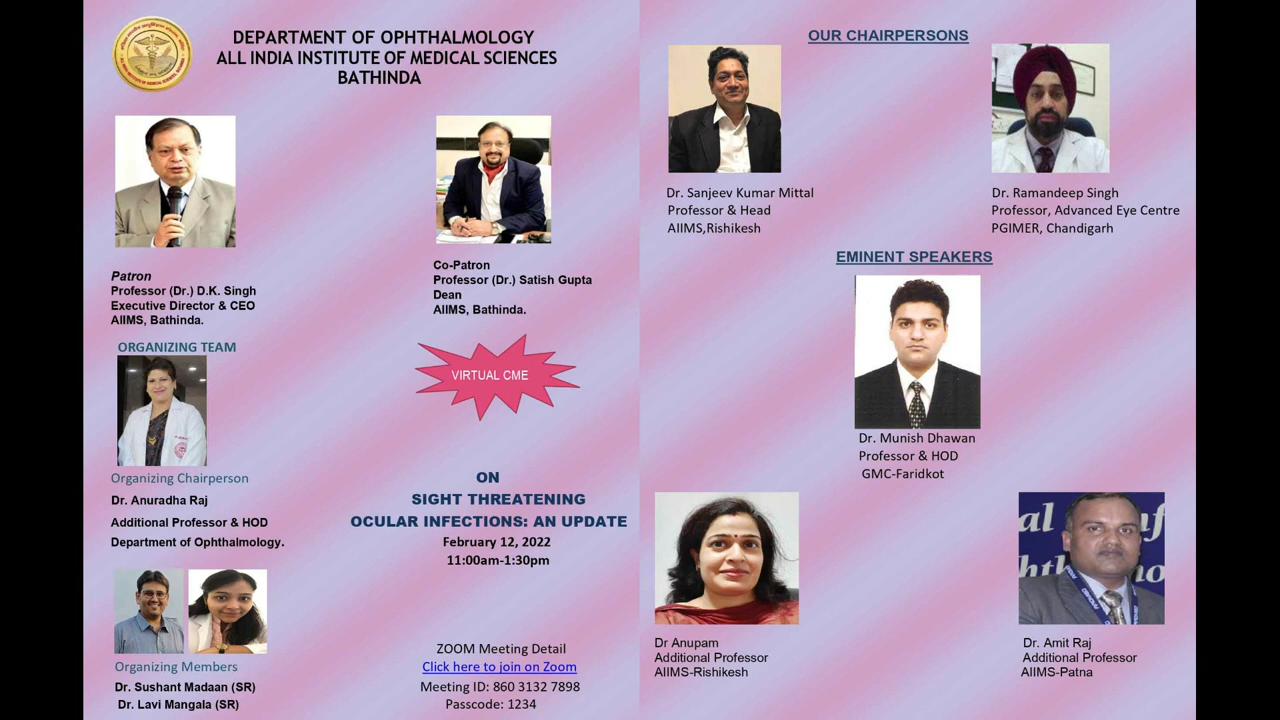 DEPARTMENT OF OPHTHALMOLOGY
ALL INDIA INSTITUTE OF MEDICAL SCIENCES
BATHINDA
Patron
Professor (Dr.) D.K. Singh
Executive Director & CEO
AIIMS, Bathinda.
Co-Patron
Professor (Dr.) Satish Gupta
Dean
AIIMS, Bathinda.
ORGANIZING TEAM
Organizing Chairperson
Dr. Anuradha Raj
Additional Professor & HOD
Department of Ophthalmology.
Organizing Members
Dr. Sushant Madaan (SR)
Dr. Lavi Mangala (SR)
VIRTUAL CME
ON
SIGHT THREATENING
OCULAR INFECTIONS: AN UPDATE
February 12, 2022
11:00am-1:30pm
ZOOM Meeting Detail
Click here to join on Zoom
Meeting ID: 860 3132 7898
Passcode: 1234
OUR CHAIRPERSONS
Dr. Sanjeev Kumar Mittal
Professor & Head
AIIMS,Rishikesh
Dr. Ramandeep Singh
Professor, Advanced Eye Centre
PGIMER, Chandigarh
EMINENT SPEAKERS
Dr. Munish Dhawan
Professor & HOD
GMC-Faridkot
Dr Anupam
Additional Professor
AIIMS-Rishikesh
Dr. Amit Raj
Additional Professor
AIIMS-Patna